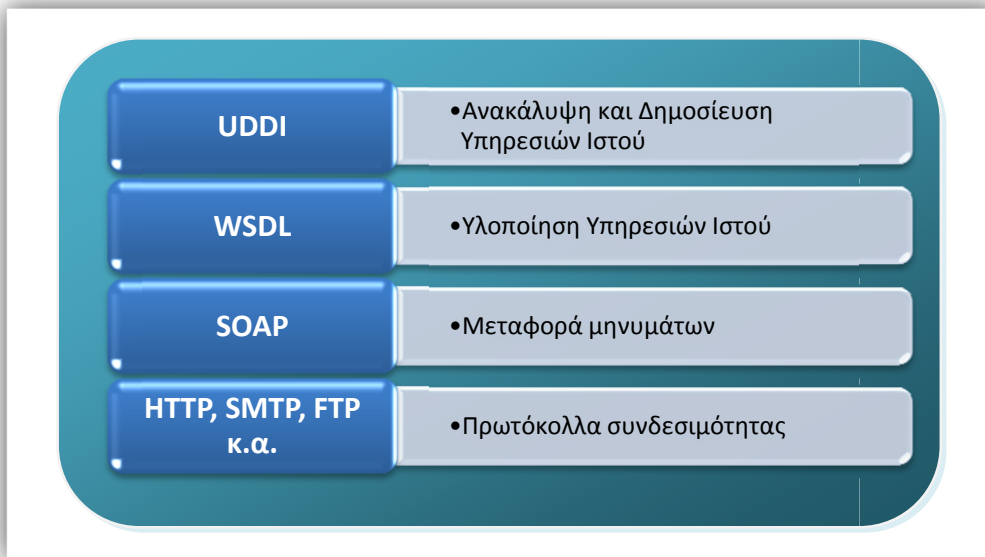 UDDI
•Ανακάλυψη και Δημοσίευση
Υπηρεσιών Ιστού
WSDL
•Υλοποίηση Υπηρεσιών Ιστού
SOAP
•Μεταφορά μηνυμάτων
HTTP, SMTP, FTP
κ.α.
•Πρωτόκολλα συνδεσιμότητας